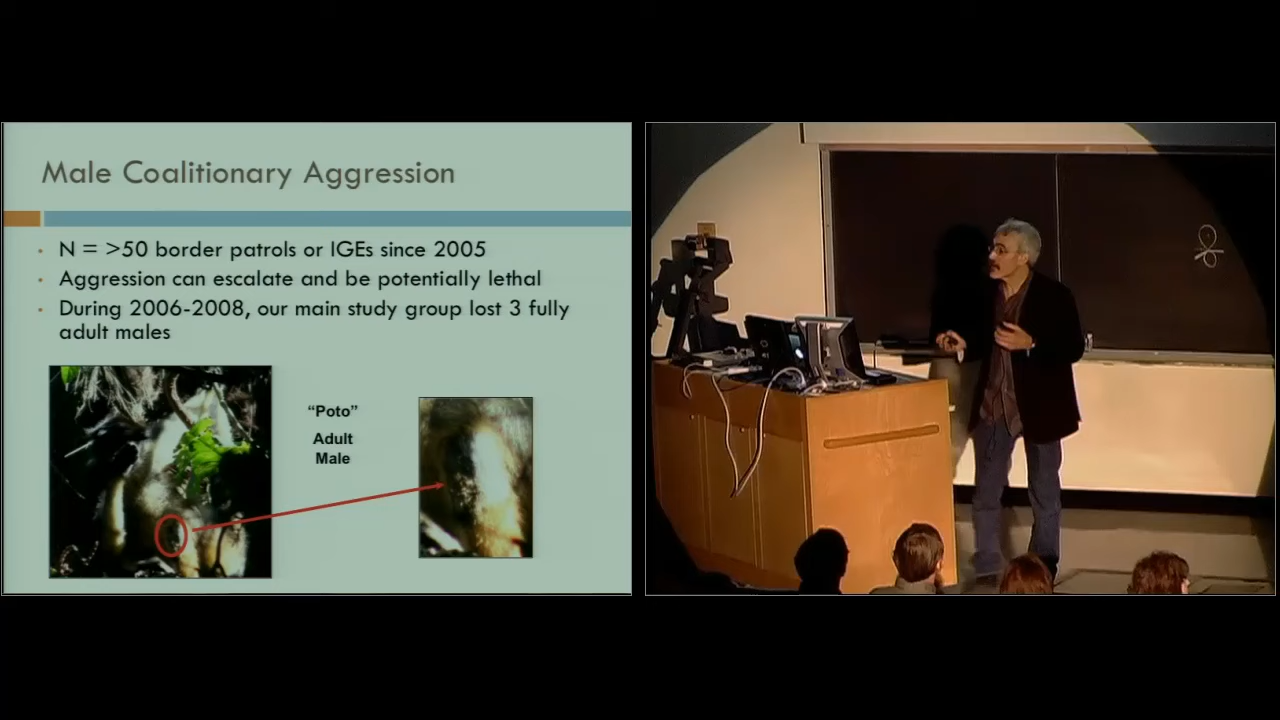 Male Coalitionary Aggression
• N = >50 border patrols or IGEs since 2005
• Aggression can escalate and be potentially lethal
• During 2006-2008, our main study group lost 3 fully
adult males
“Poto”
Adult
Male